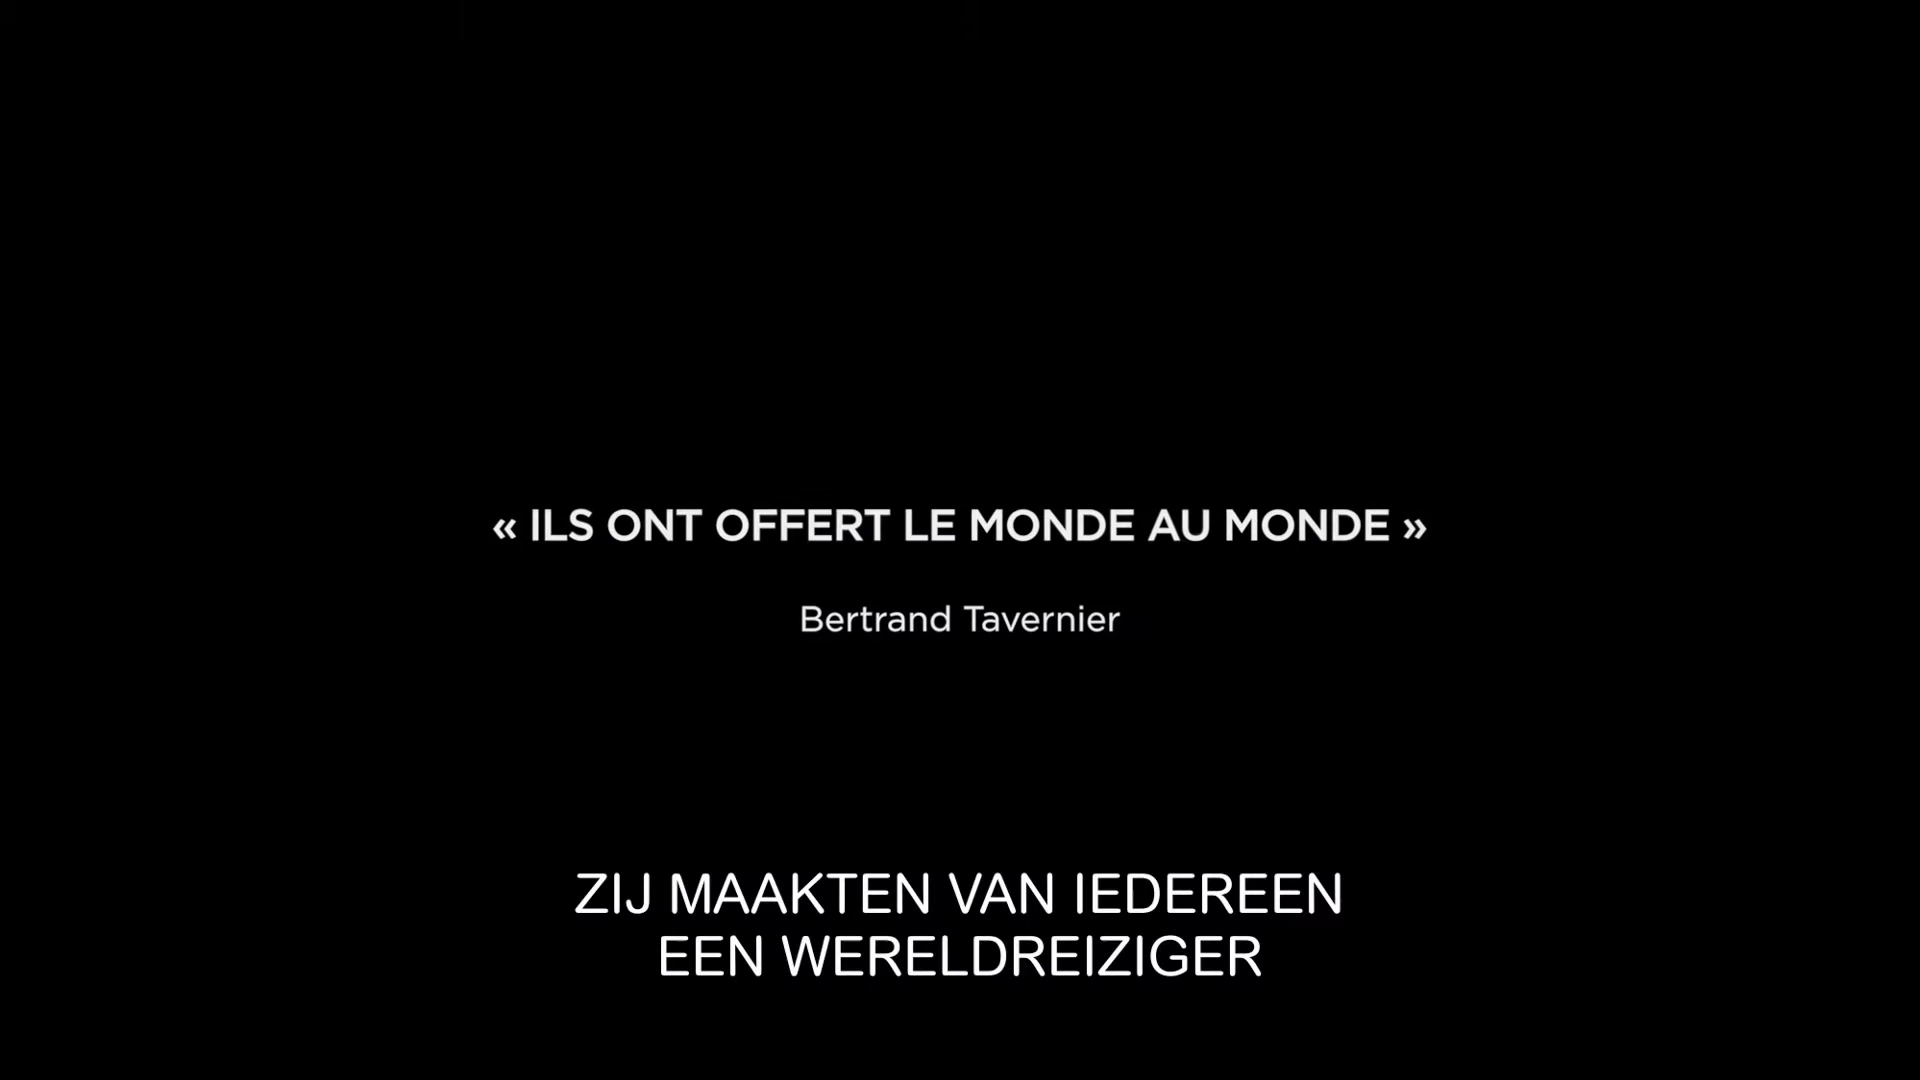 « ILS ONT OFFERT LE MONDE AU MONDE »
Bertrand Tavernier
ZIJ MAAKTEN VAN IEDEREEN
EEN WERELDREIZIGER